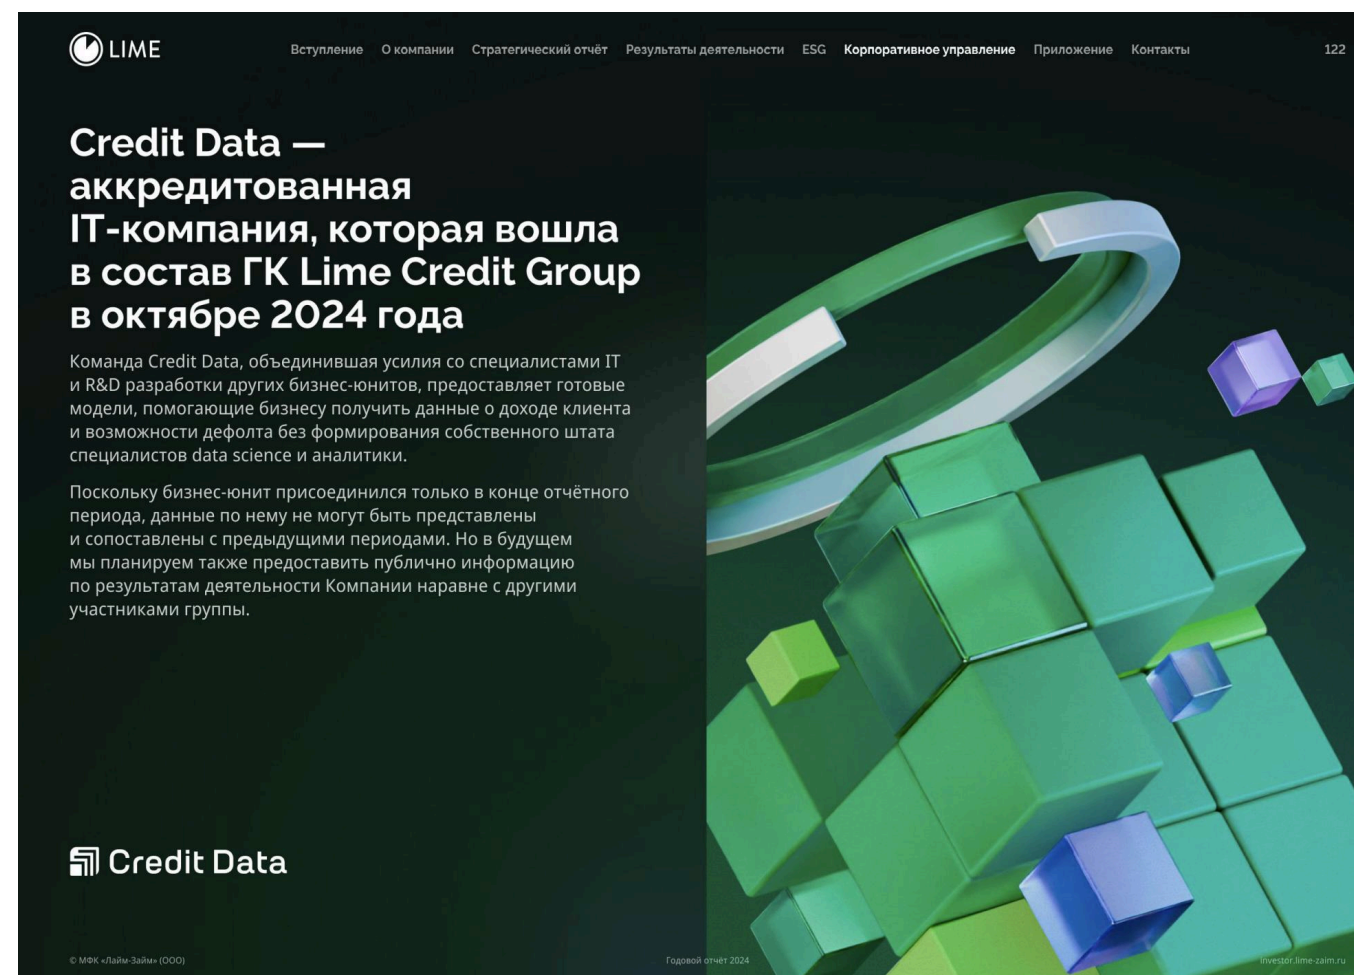 LIME
Вступление О компании Стратегический отчёт Результаты деятельности ESG Корпоративное управление Приложение Контакты 122
Credit Data —
аккредитованная
IT-компания, которая вошла
в состав ГК Lime Credit Group
в октябре 2024 года
Команда Credit Data, объединившая усилия со специалистами IT
и R&D разработки других бизнес-юнитов, предоставляет готовые
модели, помогающие бизнесу получить данные о доходе клиента
и возможности дефолта без формирования собственного штата
специалистов data science и аналитики.
Поскольку бизнес-юнит присоединился только в конце отчётного
периода, данные по нему не могут быть представлены
и сопоставлены с предыдущими периодами. Но в будущем
мы планируем также предоставить публично информацию
по результатам деятельности Компании наравне с другими
участниками группы.
Credit Data
© МФК «Лайм-Займ» (ООО) Годовой отчёт 2024 investor.lime-zaim.ru